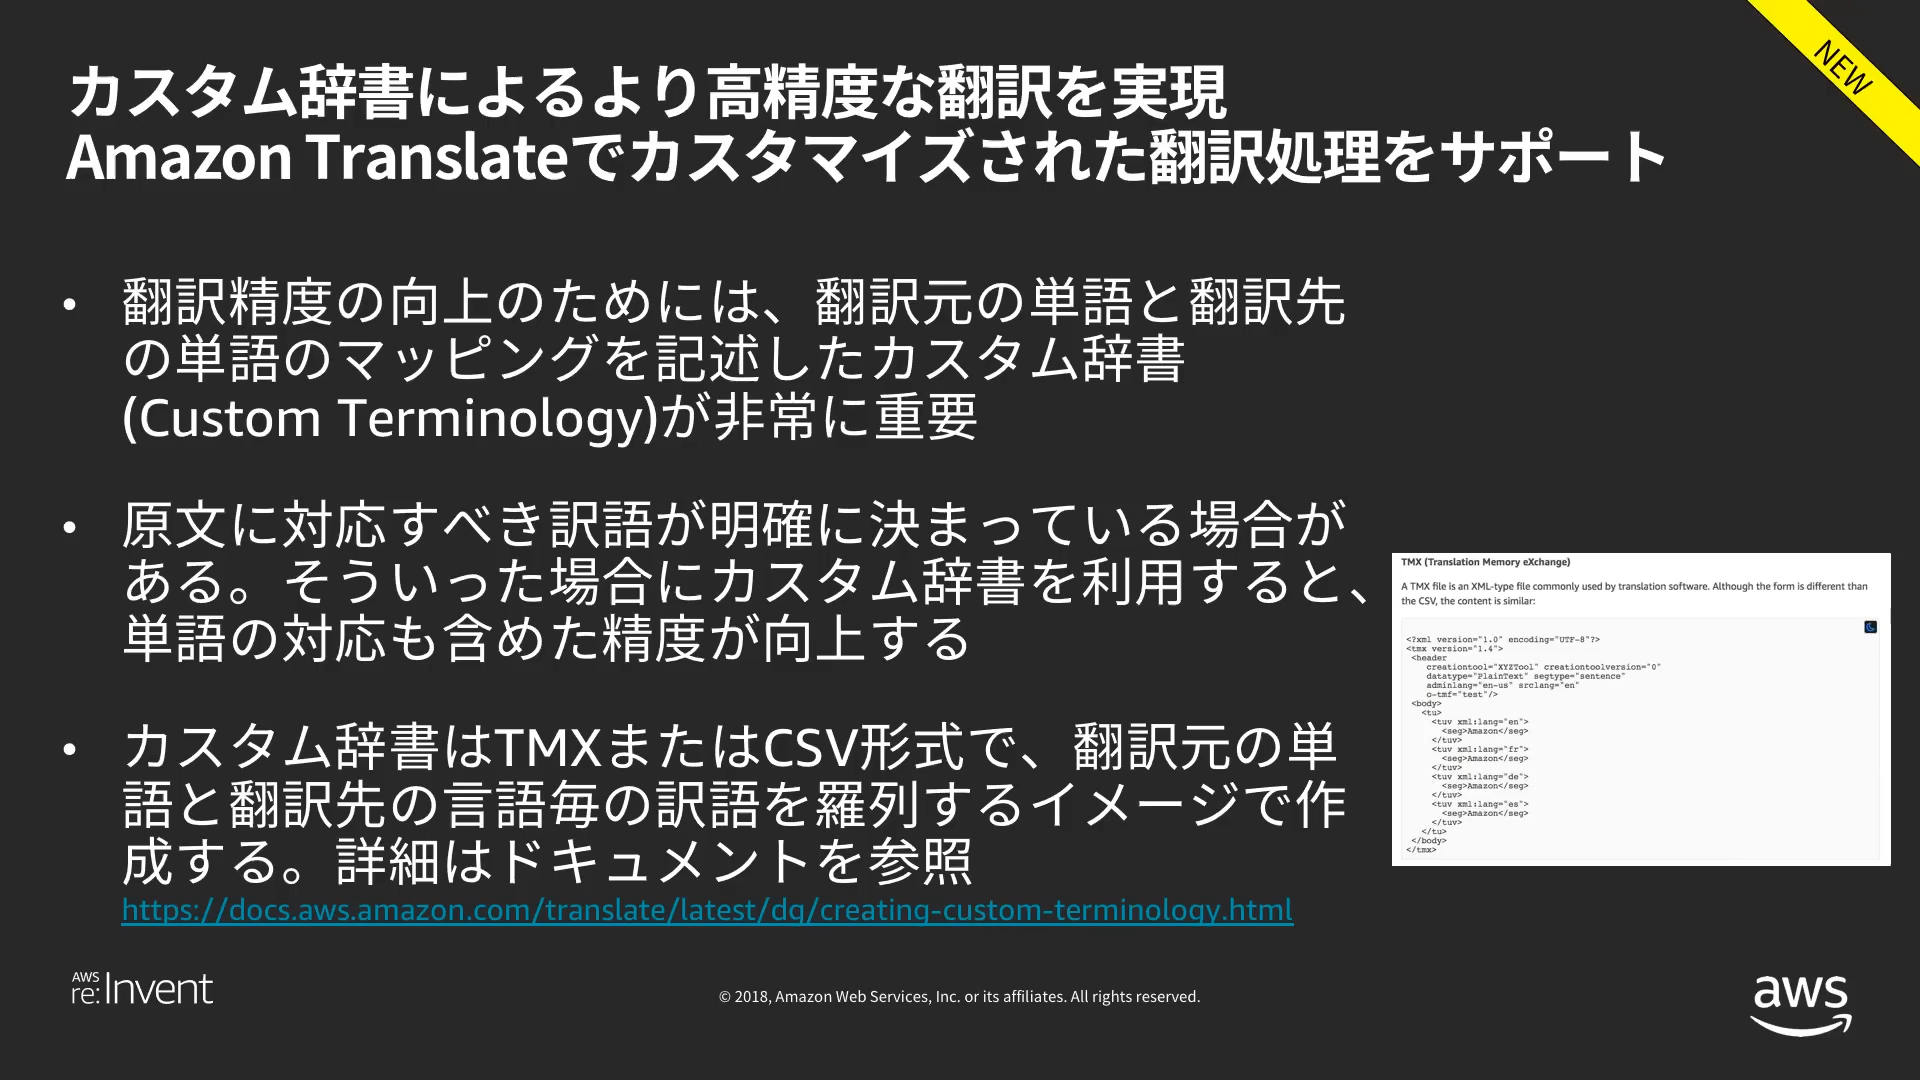 カスタム辞書によるより高精度な翻訳を実現
Amazon Translateでカスタマイズされた翻訳処理をサポート
NEW
• 翻訳精度の向上のためには、翻訳元の単語と翻訳先
の単語のマッピングを記述したカスタム辞書
(Custom Terminology)が非常に重要
• 原文に対応すべき訳語が明確に決まっている場合が
ある。そういった場合にカスタム辞書を利用すると、
単語の対応も含めた精度が向上する
• カスタム辞書はTMXまたはCSV形式で、翻訳元の単
語と翻訳先の言語毎の訳語を羅列するイメージで作
成する。詳細はドキュメントを参照
https://docs.aws.amazon.com/translate/latest/dg/creating-custom-terminology.html
TMX (Translation Memory eXchange)
A TMX file is an XML-type file commonly used by translation software. Although the form is different than
the CSV, the content is similar:
<?xml version="1.0" encoding="UTF-8"?>
<tmx version="1.4">
<header
creationtool="XYZTool" creationtoolversion="0"
datatype="PlainText" segtype="sentence"
adminlang="en-us" srclang="en"
o-tmf="test"/>
<body>
<tu>
<tuv xml:lang="en">
<seg>Amazon</seg>
</tuv>
<tuv xml:lang="fr">
<seg>Amazon</seg>
</tuv>
<tuv xml:lang="de">
<seg>Amazon</seg>
</tuv>
<tuv xml:lang="es">
<seg>Amazon</seg>
</tuv>
</tu>
</body>
</tmx>
AWS
re:Invent
© 2018, Amazon Web Services, Inc. or its affiliates. All rights reserved.
aws